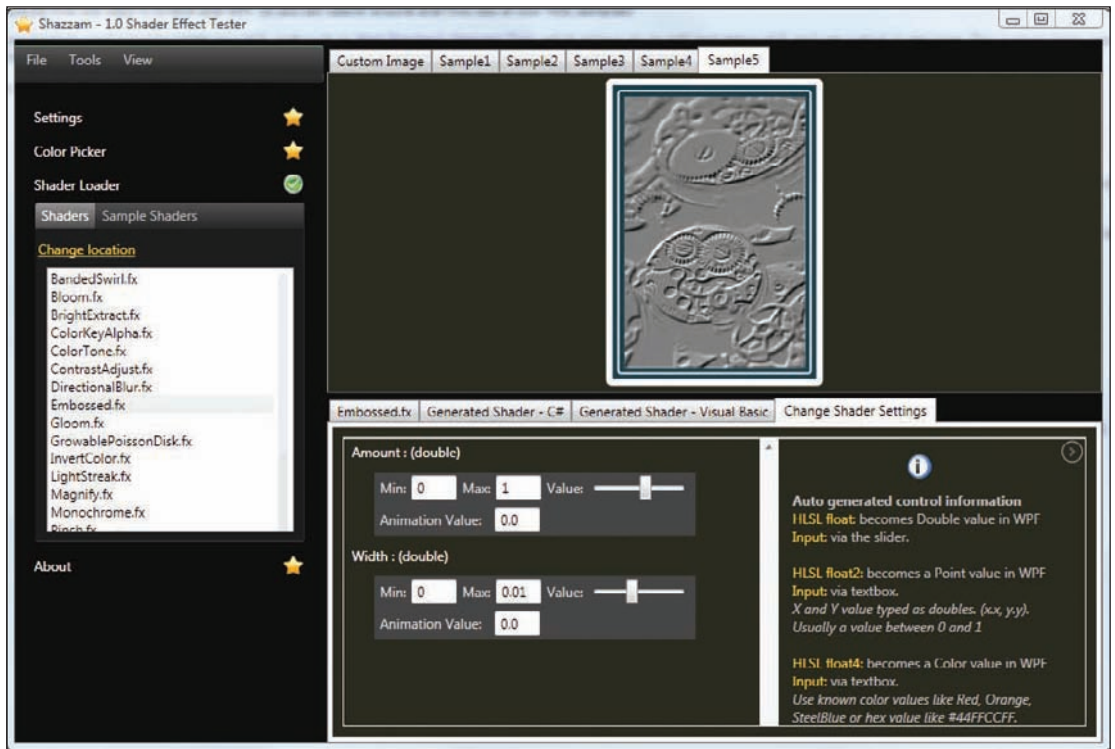 Shazzam - 1.0 Shader Effect Tester
File Tools View
Settings
Color Picker
Shader Loader
Shaders Sample Shaders
Change location
BandedSwirl.fx
Bloom.fx
BrightExtract.fx
ColorKeyAlpha.fx
ColorTone.fx
ContrastAdjust.fx
DirectionalBlur.fx
Embossed.fx
Gloom.fx
GrowablePoissonDisk.fx
InvertColor.fx
LightStreak.fx
Magnify.fx
Monochrome.fx
Pinch.fx
About
Custom Image Sample1 Sample2 Sample3 Sample4 Sample5
Embossed.fx Generated Shader - C# Generated Shader - Visual Basic Change Shader Settings
Amount : (double)
Min: 0 Max: 1 Value:
Animation Value: 0.0
Width : (double)
Min: 0 Max: 0.01 Value:
Animation Value: 0.0
Auto generated control information
HLSL float: becomes Double value in WPF
Input: via the slider.
HLSL float2: becomes a Point value in WPF
Input: via textbox.
X and Y value typed as doubles. (x.x, y.y).
Usually a value between 0 and 1
HLSL float4: becomes a Color value in WPF
Input: via textbox.
Use known color values like Red, Orange,
SteelBlue or hex value like #44FFCCFF.